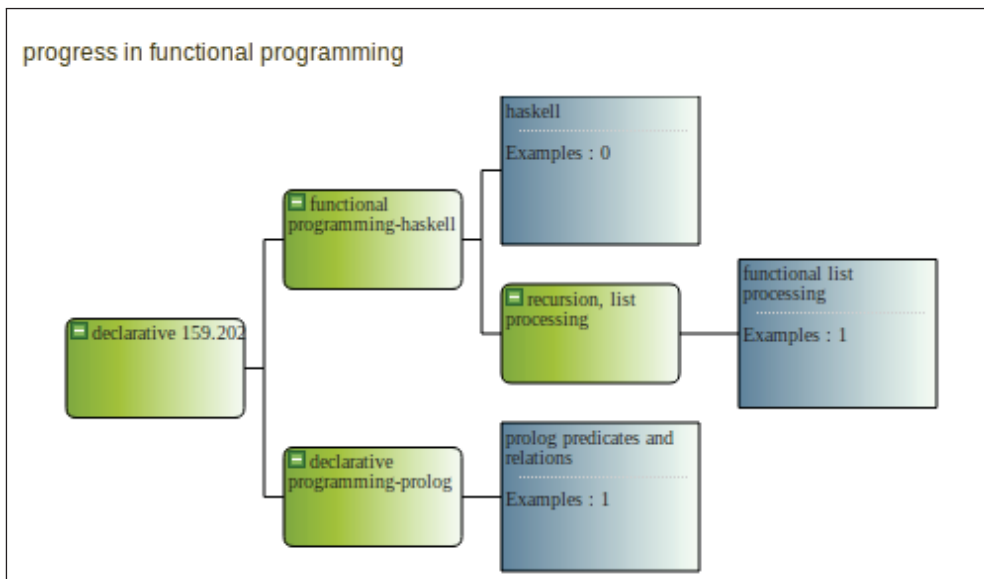 progress in functional programming
haskell
Examples : 0
functional
programming-haskell
functional list
processing
Examples : 1
recursion, list
processing
declarative 159.202
prolog predicates and
relations
Examples : 1
declarative
programming-prolog